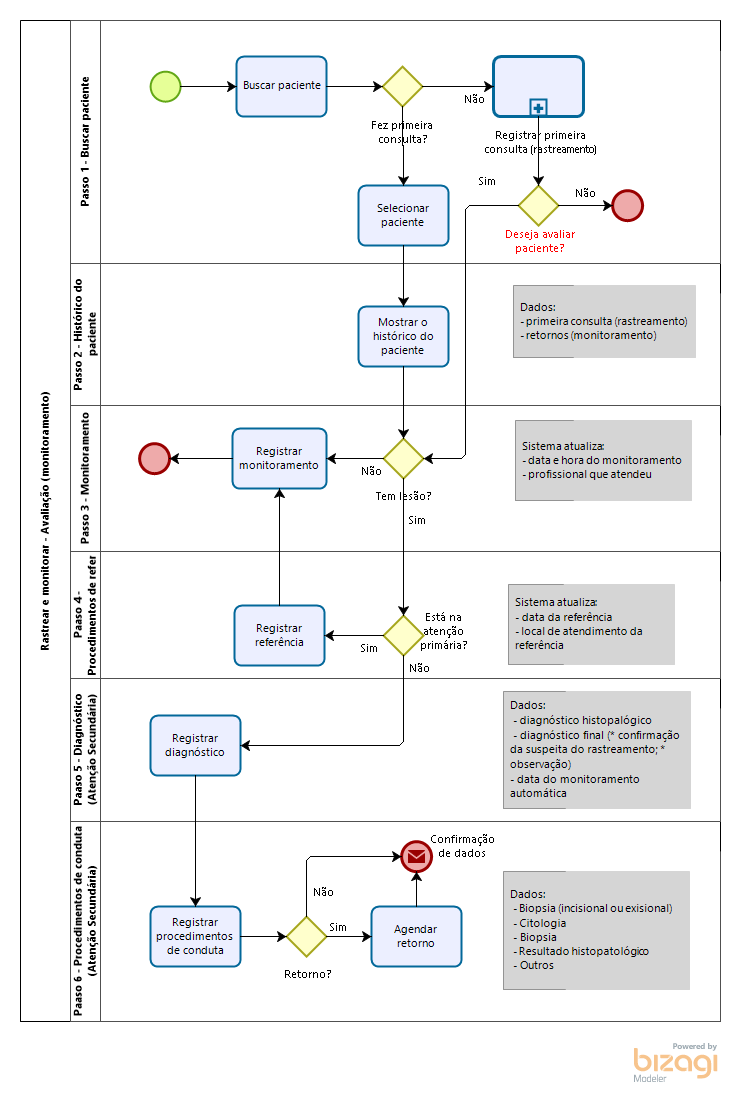 Rastrear e monitorar - Avaliação (monitoramento)
Passo 1 - Buscar paciente
Buscar paciente
Não
Fez primeira
consulta?
Registrar primeira
consulta (rastreamento)
Selecionar
paciente
Sim
Não
Deseja avaliar
paciente?
Passo 2 - Histórico do
paciente
Mostrar o
histórico do
paciente
Dados:
- primeira consulta (rastreamento)
- retornos (monitoramento)
Passo 3 - Monitoramento
Registrar
monitoramento
Não
Tem lesão?
Sim
Sistema atualiza:
- data e hora do monitoramento
- profissional que atendeu
Paaso 4 -
Procedimentos de refer
Registrar
referência
Sim
Está na
atenção
primária?
Não
Sistema atualiza:
- data da referência
- local de atendimento da
referência
Paaso 5 - Diagnóstico
(Atenção Secundária)
Registrar
diagnóstico
Dados:
- diagnóstico histopalógico
- diagnóstico final (* confirmação
da suspeita do rastreamento; *
observação)
- data do monitoramento
automática
Paaso 6 - Procedimentos de conduta
(Atenção Secundária)
Registrar
procedimentos
de conduta
Retorno?
Não
Sim
Agendar
retorno
Confirmação
de dados
Dados:
- Biopsia (incisional ou exisional)
- Citologia
- Biopsia
- Resultado histopatológico
- Outros
Powered by
bizagi
Modeler